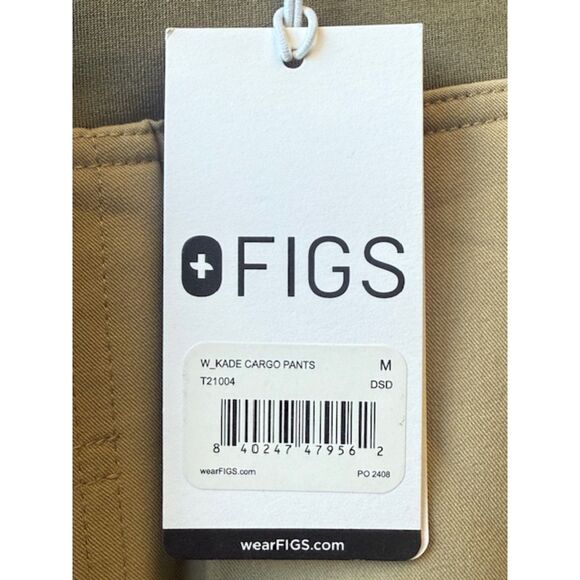 FIGS
W_KADE CARGO PANTS M
T21004 DSD
8 40247 47956 2
wearFIGS.com PO 2408
wearFIGS.com